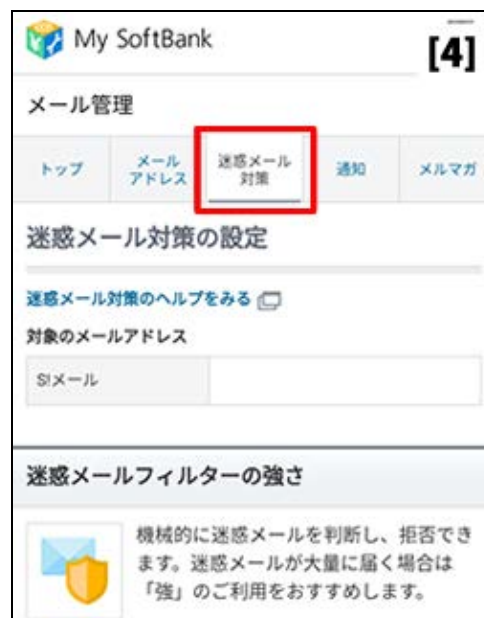 My SoftBank
[4]
メール管理
トップ
メール
アドレス
迷惑メール
対策
通知
メルマガ
迷惑メール対策の設定
迷惑メール対策のヘルプをみる
対象のメールアドレス
S!メール
迷惑メールフィルターの強さ
機械的に迷惑メールを判断し、拒否でき
ます。迷惑メールが大量に届く場合は
「強」のご利用をおすすめします。